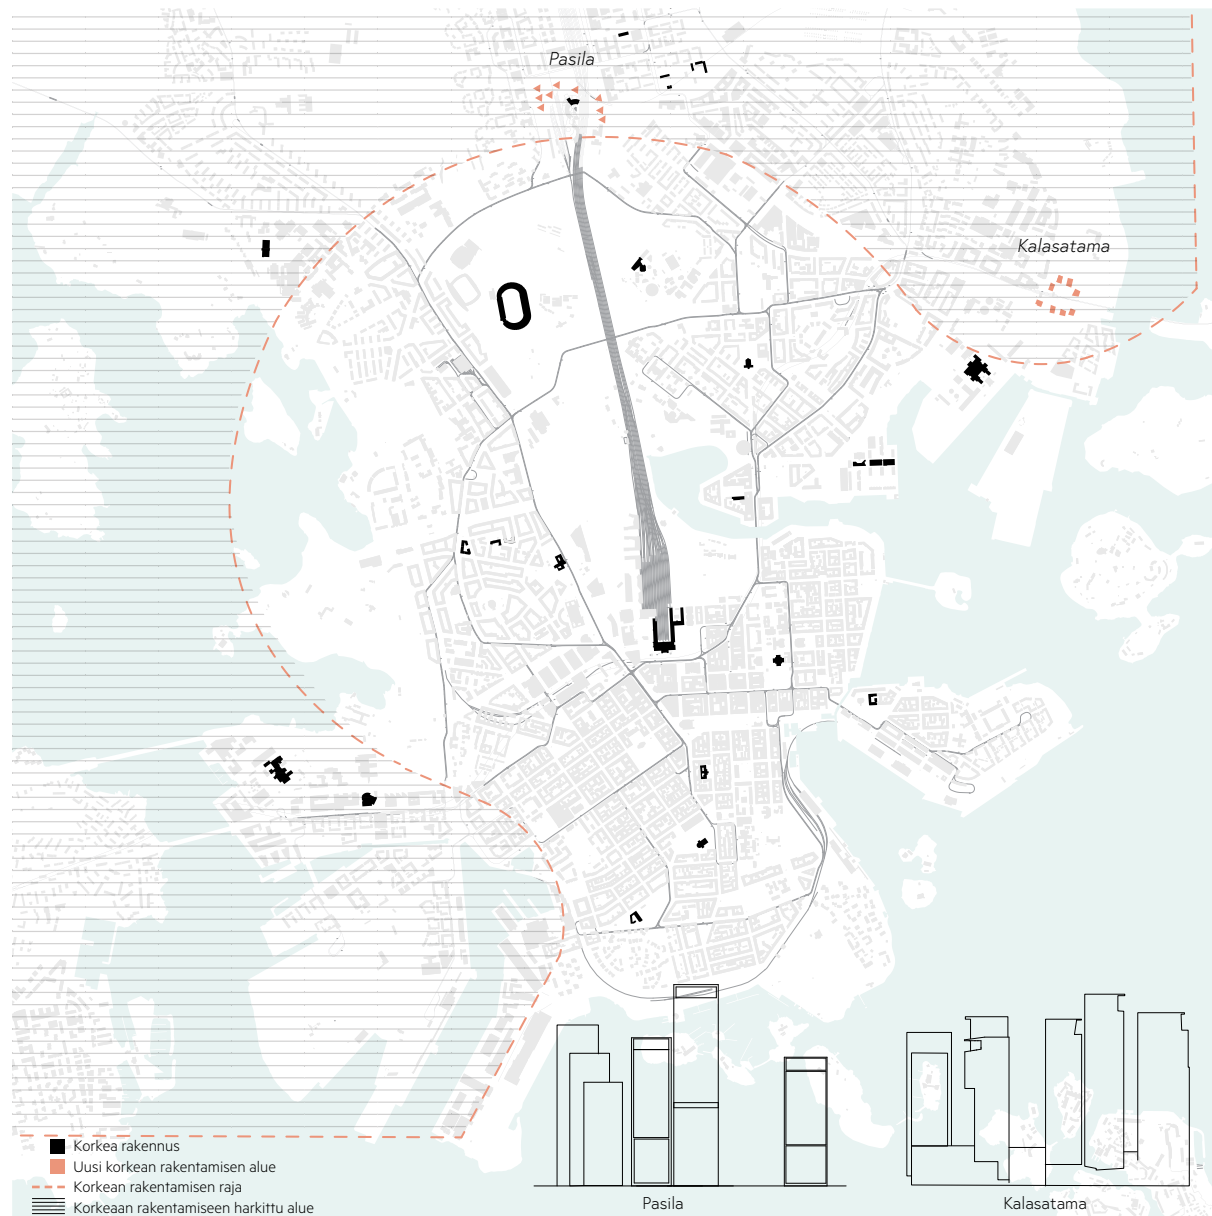 Pasila
Kalasatama
Korkea rakennus
Uusi korkean rakentamisen alue
Korkean rakentamisen raja
Korkeaan rakentamiseen harkittu alue
Pasila
Kalasatama